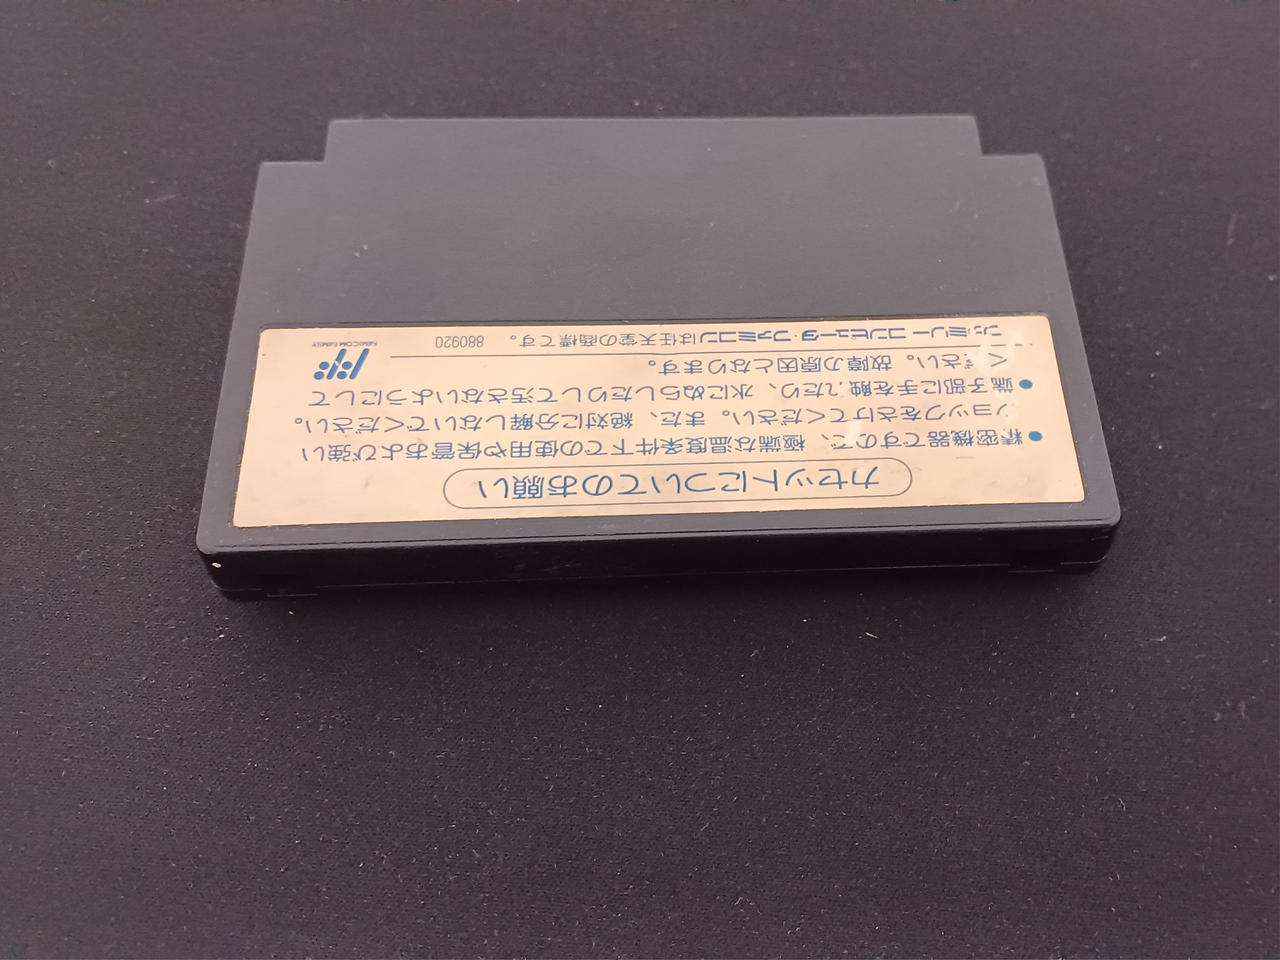 カセットについてのお願い
●精密機器ですので、極端な温度条件下での使用や保管および強い
ショックをさけてください。また、絶対に分解しないでください。
●端子部に手を触れたり、水にぬらしたりして汚さないようにして
ください。故障の原因となります。
ファミリーコンピュータ・ファミコンは任天堂の商標です。 880920
FAMICOM FAMILY